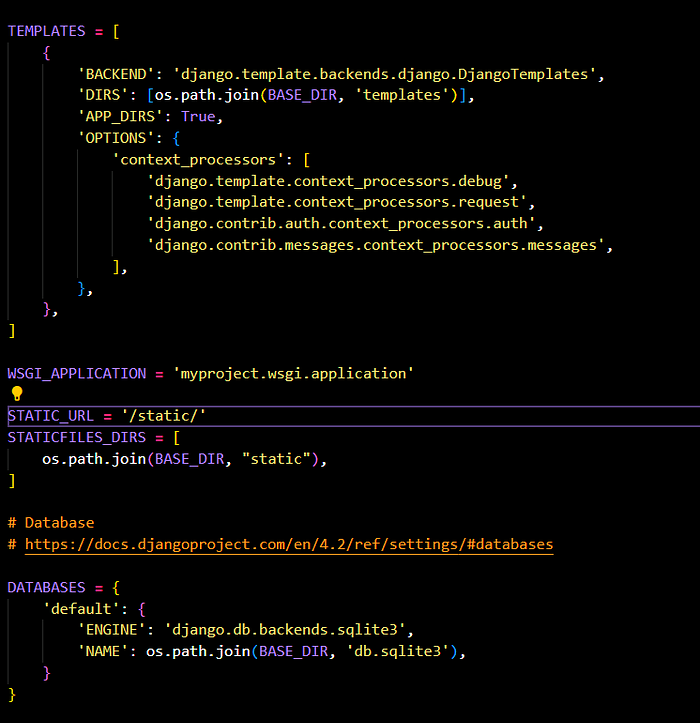 TEMPLATES = [
    {
        'BACKEND': 'django.template.backends.django.DjangoTemplates',
        'DIRS': [os.path.join(BASE_DIR, 'templates')],
        'APP_DIRS': True,
        'OPTIONS': {
            'context_processors': [
                'django.template.context_processors.debug',
                'django.template.context_processors.request',
                'django.contrib.auth.context_processors.auth',
                'django.contrib.messages.context_processors.messages',
            ],
        },
    },
]
WSGI_APPLICATION = 'myproject.wsgi.application'
STATIC_URL = '/static/'
STATICFILES_DIRS = [
    os.path.join(BASE_DIR, "static"),
]
# Database
# https://docs.djangoproject.com/en/4.2/ref/settings/#databases
DATABASES = {
    'default': {
        'ENGINE': 'django.db.backends.sqlite3',
        'NAME': os.path.join(BASE_DIR, 'db.sqlite3'),
    }
}